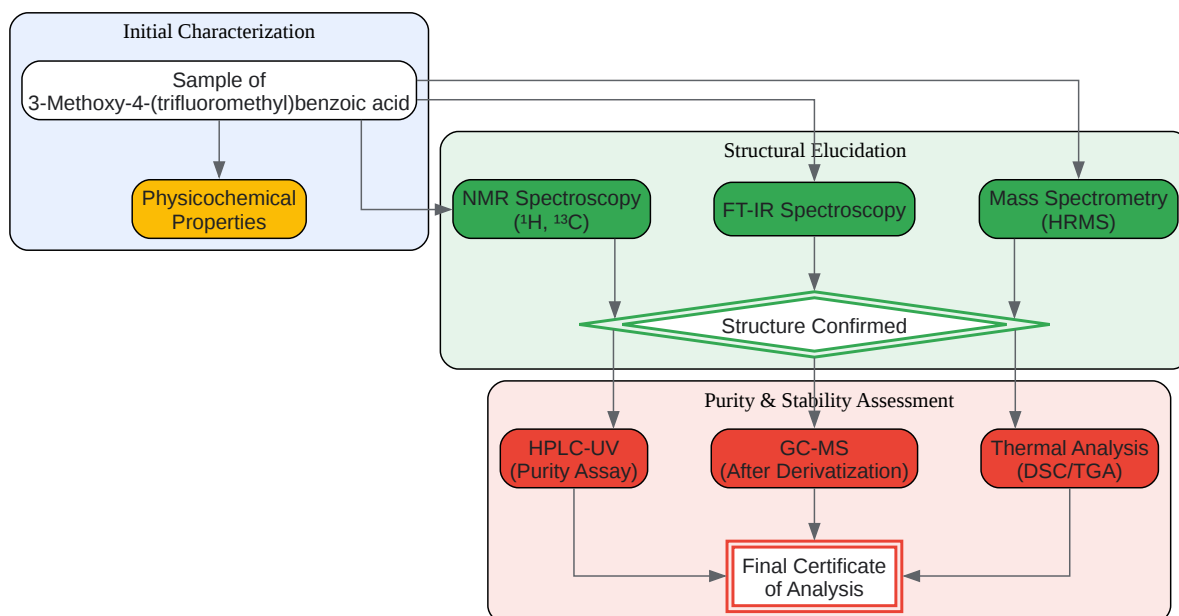 Initial Characterization
Sample of
3-Methoxy-4-(trifluoromethyl)benzoic acid
Physicochemical
Properties
Structural Elucidation
NMR Spectroscopy
(¹H, ¹³C)
FT-IR Spectroscopy
Mass Spectrometry
(HRMS)
Structure Confirmed
Purity & Stability Assessment
HPLC-UV
(Purity Assay)
GC-MS
(After Derivatization)
Thermal Analysis
(DSC/TGA)
Final Certificate
of Analysis